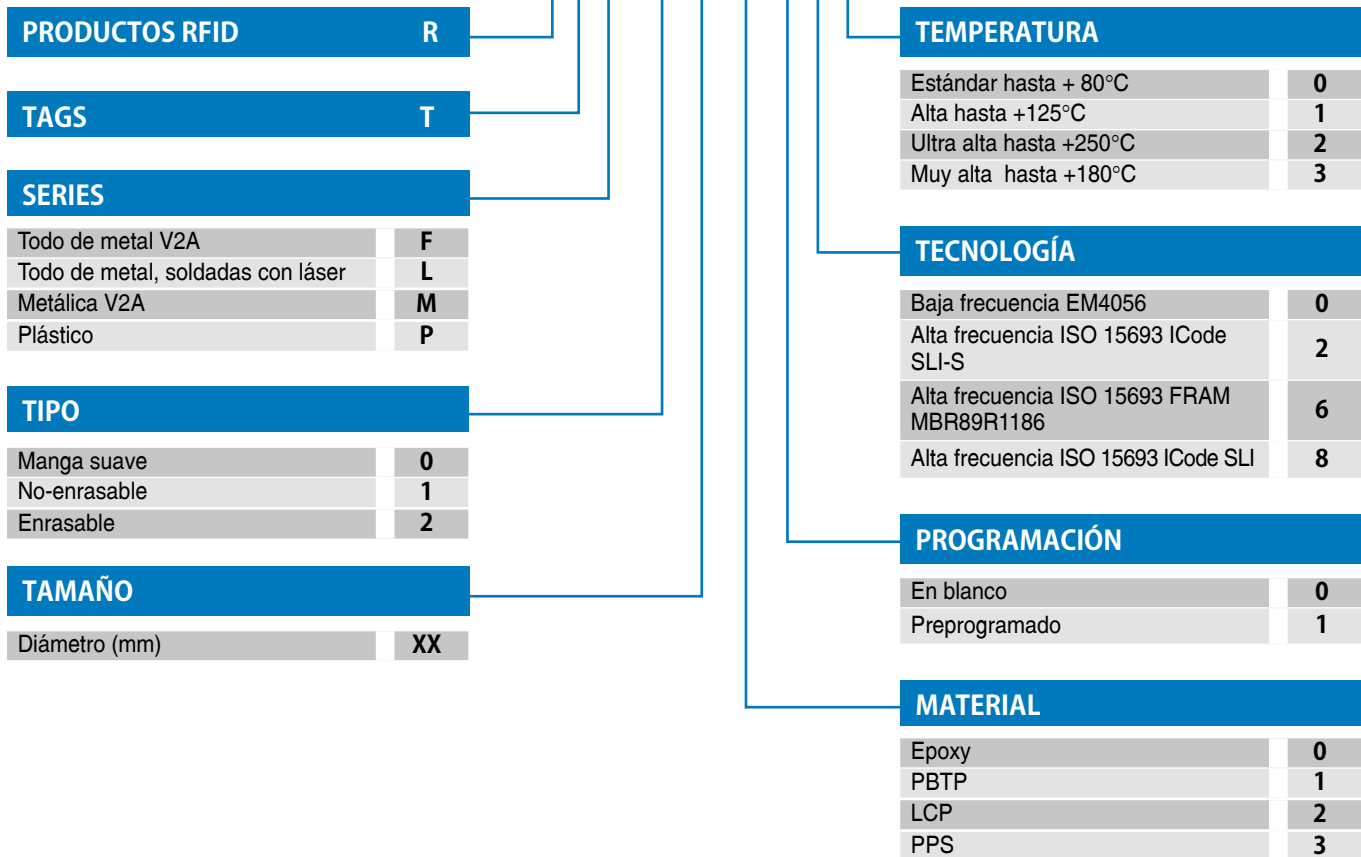 PRODUCTOS RFID R
TAGS T
SERIES
Todo de metal V2A F
Todo de metal, soldadas con láser L
Metálica V2A M
Plástico P
TIPO
Manga suave 0
No-enrasable 1
Enrasable 2
TAMAÑO
Diámetro (mm) XX
TEMPERATURA
Estándar hasta + 80°C 0
Alta hasta +125°C 1
Ultra alta hasta +250°C 2
Muy alta hasta +180°C 3
TECNOLOGÍA
Baja frecuencia EM4056 0
Alta frecuencia ISO 15693 ICode
SLI-S 2
Alta frecuencia ISO 15693 FRAM
MBR89R1186 6
Alta frecuencia ISO 15693 ICode SLI 8
PROGRAMACIÓN
En blanco 0
Preprogramado 1
MATERIAL
Epoxy 0
PBTP 1
LCP 2
PPS 3